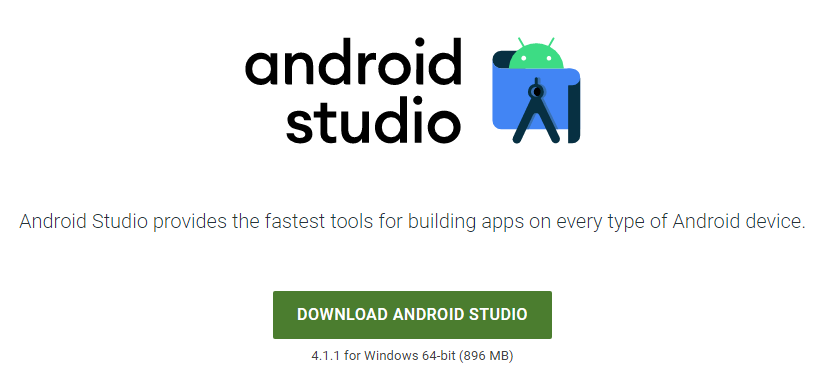 android
studio
Android Studio provides the fastest tools for building apps on every type of Android device.
DOWNLOAD ANDROID STUDIO
4.1.1 for Windows 64-bit (896 MB)